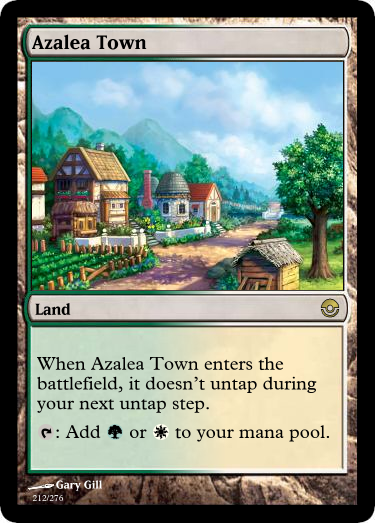 Azalea Town
Land
When Azalea Town enters the
battlefield, it doesn't untap during
your next untap step.
: Add or to your mana pool.
Gary Gill
212/276